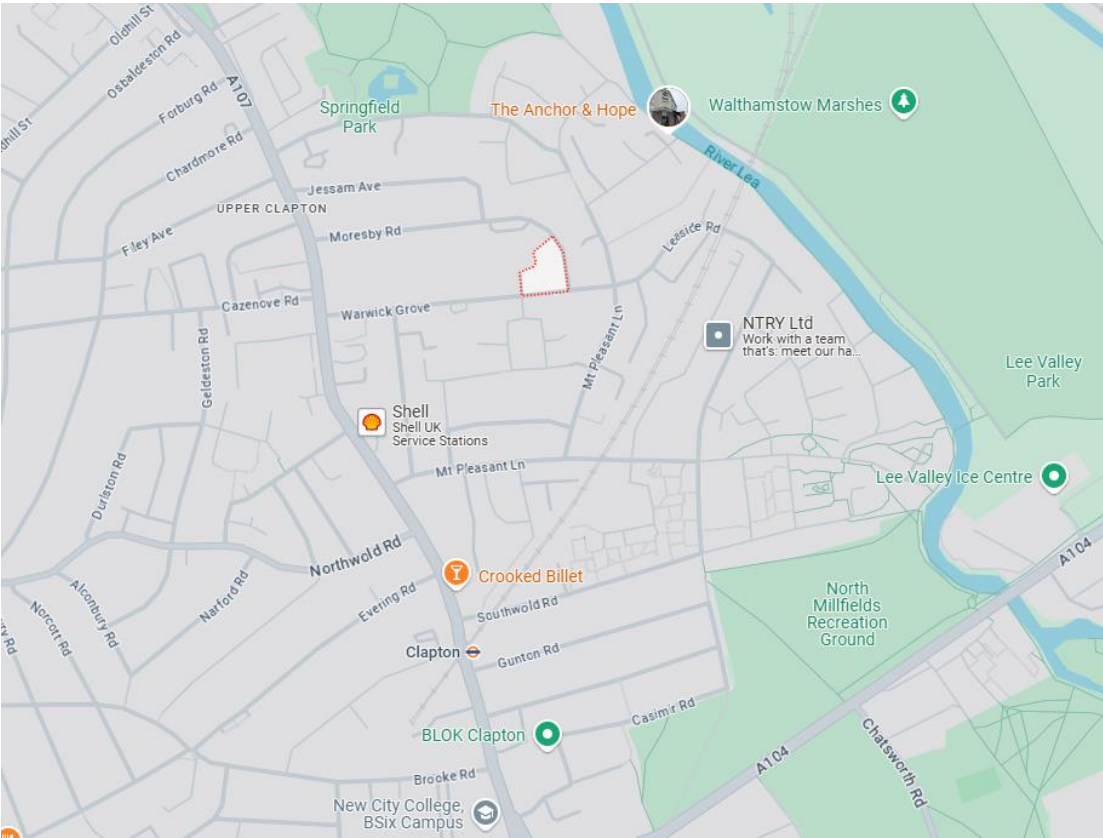 Oldhill St
Osbaldeston Rd
A107
Forburg Rd
Springfield
Park
The Anchor & Hope
Walthamstow Marshes
River Lea
Chardmore Rd
Jessam Ave
UPPER CLAPTON
Filey Ave
Moresby Rd
Leaside Rd
Cazenove Rd
Warwick Grove
NTRY Ltd
Work with a team
that's: meet our ha...
Geldeston Rd
Mt Pleasant Ln
Lee Valley
Park
Shell
Shell UK
Service Stations
Durlston Rd
Mt Pleasant Ln
Lee Valley Ice Centre
Northwold Rd
A104
Crooked Billet
Alconbury Rd
Narford Rd
Evering Rd
Southwold Rd
North
Millfields
Recreation
Ground
Norcott Rd
Clapton
Gunton Rd
Casimir Rd
BLOK Clapton
A104
Chatsworth Rd
Brooke Rd
New City College,
BSix Campus